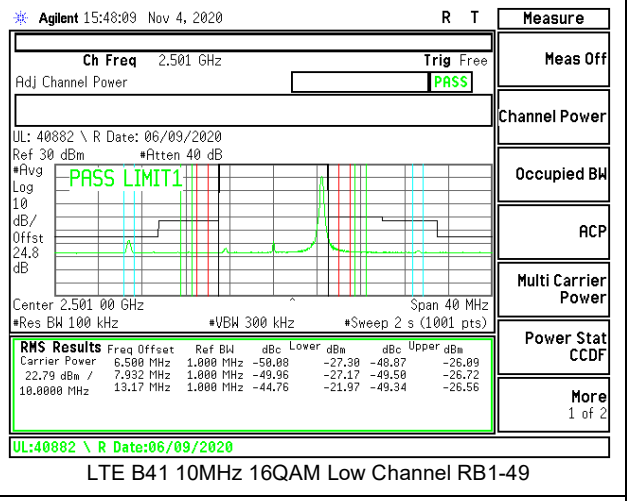 Agilent 15:48:09 Nov 4, 2020 R T
Measure
Ch Freq 2.501 GHz Trig Free
Adj Channel Power PASS
Meas Off
Channel Power
Occupied BW
ACP
Multi Carrier
Power
Power Stat
CCDF
More
1 of 2
UL: 40882 \ R Date: 06/09/2020
Ref 30 dBm #Atten 40 dB
#Avg
Log
10
dB/
Offst
24.8
dB
PASS LIMIT1
Center 2.501 00 GHz Span 40 MHz
#Res BW 100 kHz #VBW 300 kHz #Sweep 2 s (1001 pts)
RMS Results Freq Offset Ref BW dBc Lower dBm dBc Upper dBm
Carrier Power 6.500 MHz 1.000 MHz -50.08 -27.30 -48.87 -26.09
22.79 dBm / 7.932 MHz 1.000 MHz -49.96 -27.17 -49.50 -26.72
10.0000 MHz 13.17 MHz 1.000 MHz -44.76 -21.97 -49.34 -26.56
UL:40882 \ R Date:06/09/2020
LTE B41 10MHz 16QAM Low Channel RB1-49